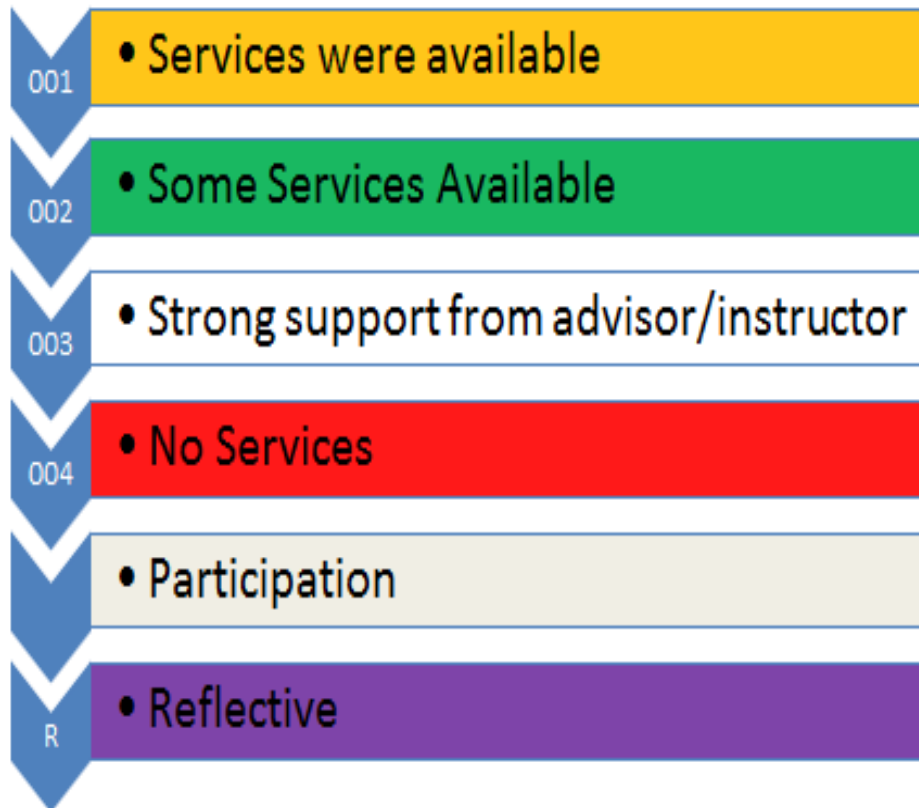 001
• Services were available
002
• Some Services Available
003
• Strong support from advisor/instructor
004
• No Services
• Participation
R
• Reflective